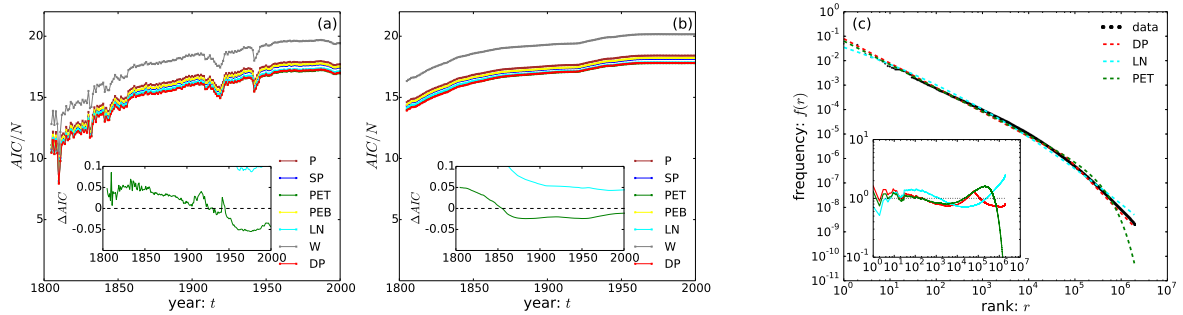 (a)
AIC/N
22
20
15
10
5
0.1
0.05
0
-0.05
ΔAIC
1800 1850 1900 1950 2000
P
SP
PET
PEB
LN
W
DP
1800 1850 1900 1950 2000
year: t
(b)
AIC/N
20
15
10
5
0.1
0.05
0
-0.05
ΔAIC
1800 1850 1900 1950 2000
P
SP
PET
PEB
LN
W
DP
1800 1850 1900 1950 2000
year: t
(c)
frequency: f(r)
10^0
10^-1
10^-2
10^-3
10^-4
10^-5
10^-6
10^-7
10^-8
10^-9
10^-10
10^-11
data
DP
LN
PET
10^1
10^0
10^-1
10^0 10^1 10^2 10^3 10^4 10^5 10^6 10^7
10^0 10^1 10^2 10^3 10^4 10^5 10^6 10^7
rank: r